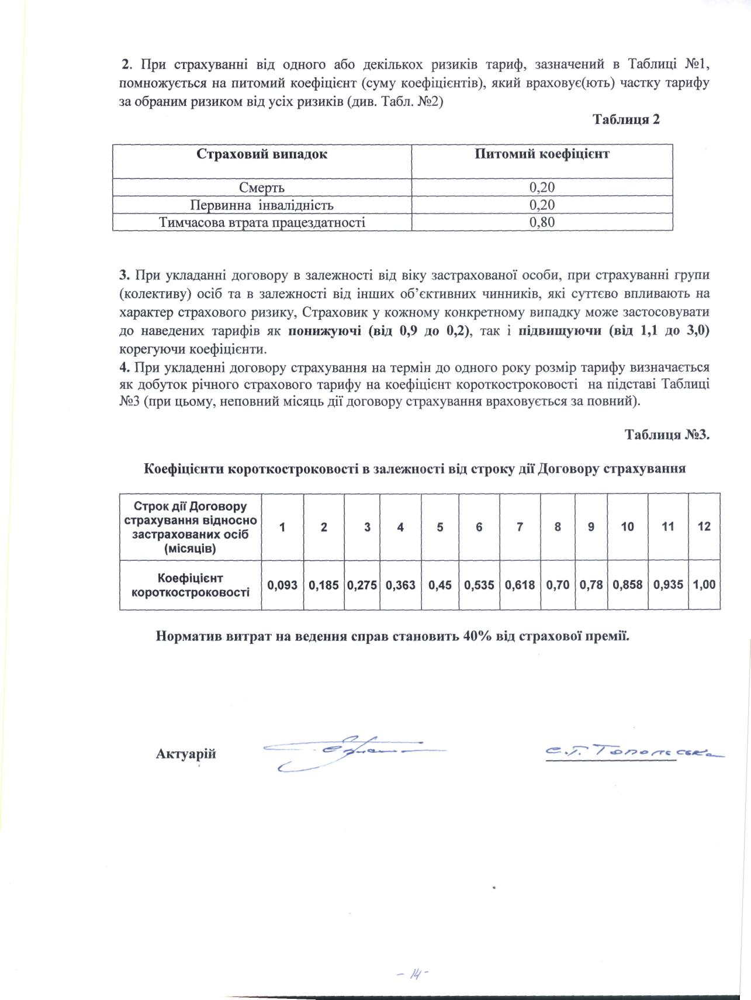 2. При страхуванні від одного або декількох ризиків тариф, зазначений в Таблиці №1,
помножується на питомий коефіцієнт (суму коефіцієнтів), який враховує(ють) частку тарифу
за обраним ризиком від усіх ризиків (див. Табл. №2)
Таблиця 2
Страховий випадок Питомий коефіцієнт
Смерть 0,20
Первинна інвалідність 0,20
Тимчасова втрата працездатності 0,80
3. При укладанні договору в залежності від віку застрахованої особи, при страхуванні групи
(колективу) осіб та в залежності від інших об’єктивних чинників, які суттєво впливають на
характер страхового ризику, Страховик у кожному конкретному випадку може застосовувати
до наведених тарифів як понижуючі (від 0,9 до 0,2), так і підвищуючи (від 1,1 до 3,0)
корегуючи коефіцієнти.
4. При укладенні договору страхування на термін до одного року розмір тарифу визначається
як добуток річного страхового тарифу на коефіцієнт короткостроковості на підставі Таблиці
№3 (при цьому, неповний місяць дії договору страхування враховується за повний).
Таблиця №3.
Коефіцієнти короткостроковості в залежності від строку дії Договору страхування
Строк дії Договору
страхування відносно
застрахованих осіб
(місяців)
1 2 3 4 5 6 7 8 9 10 11 12
Коефіцієнт
короткостроковості
0,093 0,185 0,275 0,363 0,45 0,535 0,618 0,70 0,78 0,858 0,935 1,00
Норматив витрат на ведення справ становить 40% від страхової премії.
Актуарій
С.Г. Топольська
- 14 -